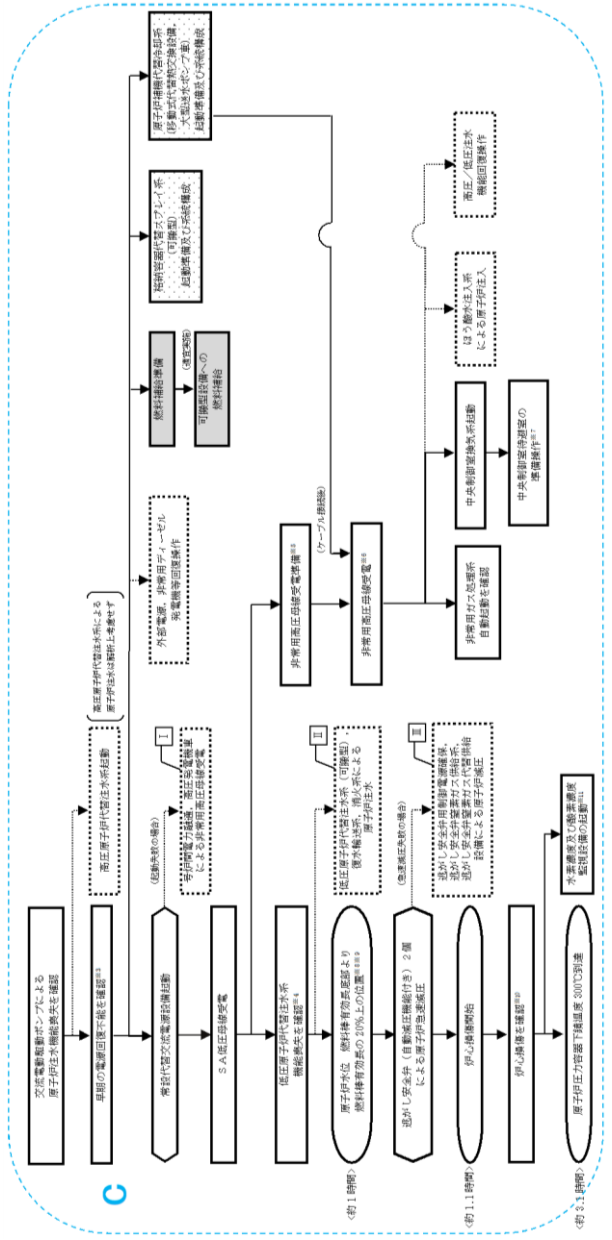 C
交流電動駆動ポンプによる
原子炉注水機能喪失を確認
早期の電源回復不能を確認※3
高圧原子炉代替注水系起動
高圧原子炉代替注水系による
原子炉注水は解析上考慮せず
常設代替交流電源設備起動
(起動失敗の場合)
Ⅰ
号炉間電力融通、高圧発電機車
による非常用高圧母線受電
外部電源、非常用ディーゼル
発電機等回復操作
燃料補給準備
(適宜実施)
可搬型設備への
燃料補給
格納容器代替スプレイ系
(可搬型)
起動準備及び系統構成
原子炉補機代替冷却系
(移動式代替熱交換設備、
大型送水ポンプ車)
起動準備及び系統構成
SA低圧母線受電
非常用高圧母線受電準備※5
(ケーブル接続後)
非常用高圧母線受電※6
低圧原子炉代替注水系
機能喪失を確認※4
Ⅱ
低圧原子炉代替注水系(可搬型)、
復水輸送系、消火系による
原子炉注水
<約1時間>
原子炉水位 燃料棒有効長底部より
燃料棒有効長の20%上の位置
逃がし安全弁(自動減圧機能付き)2個
による原子炉急速減圧
(急速減圧失敗の場合)
Ⅲ
逃がし安全弁用制御電源確保、
逃がし安全弁窒素ガス供給系、
逃がし安全弁窒素ガス代替供給
設備による原子炉減圧
非常用ガス処理系
自動起動を確認
中央制御室換気系起動
中央制御室待避室の
準備操作※7
ほう酸水注入系
による原子炉注入
高圧/低圧注水
機能回復操作
<約1.1時間>
炉心損傷開始
炉心損傷を確認※10
水素濃度及び酸素濃度
監視設備の起動※11
<約3.1時間>
原子炉圧力容器下鏡温度300℃到達